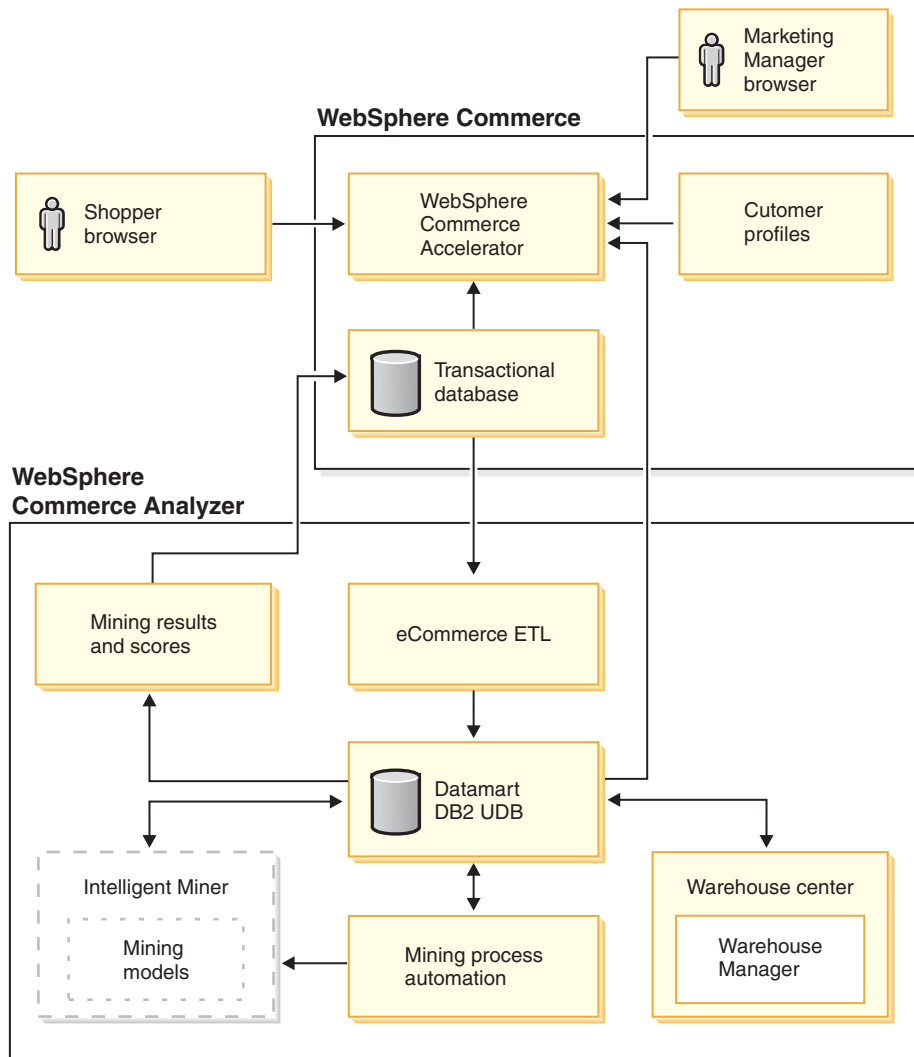 Marketing
Manager
browser
WebSphere Commerce
Shopper
browser
WebSphere
Commerce
Accelerator
Cutomer
profiles
Transactional
database
WebSphere
Commerce Analyzer
Mining results
and scores
eCommerce ETL
Datamart
DB2 UDB
Intelligent Miner
Mining
models
Mining process
automation
Warehouse center
Warehouse
Manager